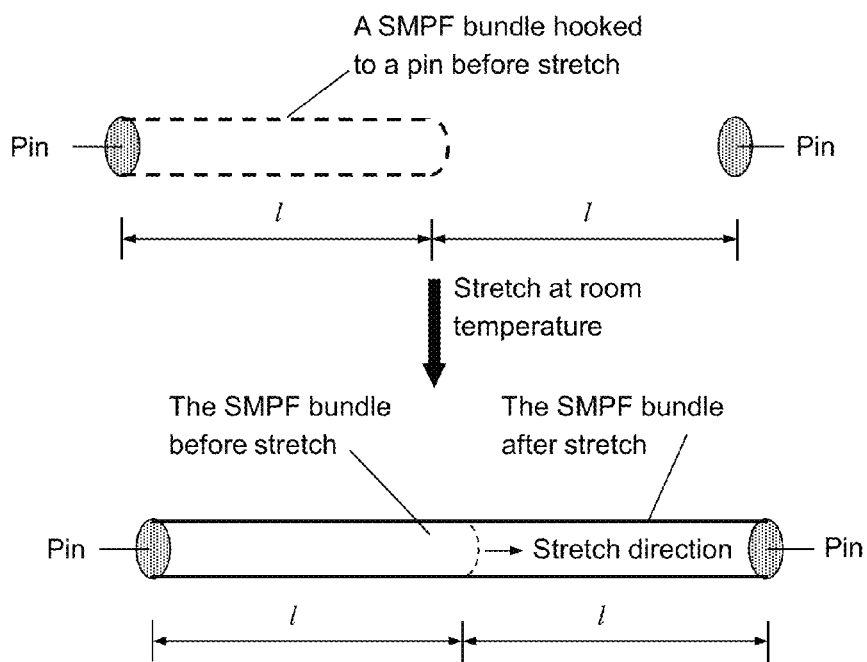 A SMPF bundle hooked
to a pin before stretch
Pin
Pin
l
l
Stretch at room
temperature
The SMPF bundle
before stretch
The SMPF bundle
after stretch
Pin
Stretch direction
Pin
l
l